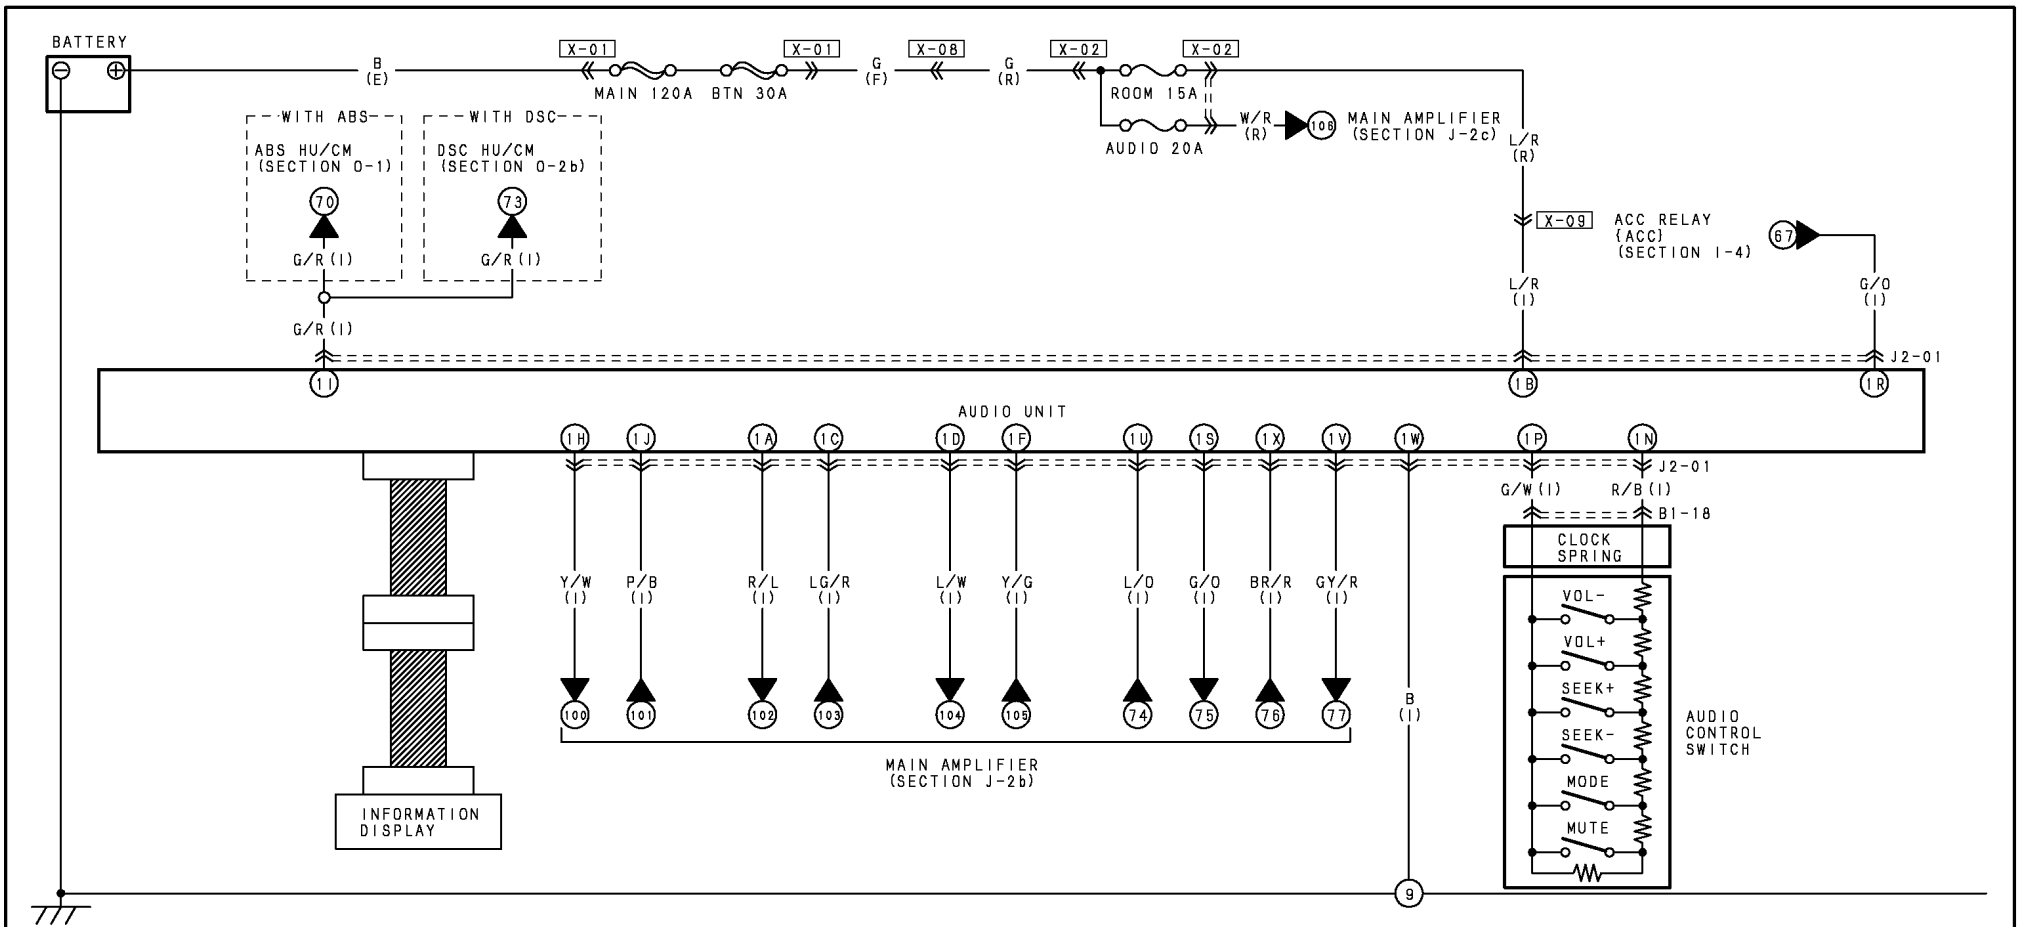 BATTERY
B
(E)
X-01
MAIN 120A
BTN 30A
X-01
G
(F)
X-08
G
(R)
X-02
X-02
ROOM 15A
AUDIO 20A
W/R
(R)
106
MAIN AMPLIFIER
(SECTION J-2c)
L/R
(R)
X-09
L/R
(I)
ACC RELAY
{ACC}
(SECTION I-4)
67
G/O
(I)
WITH ABS
ABS HU/CM
(SECTION O-1)
70
G/R (I)
WITH DSC
DSC HU/CM
(SECTION O-2b)
73
G/R (I)
G/R (I)
J2-01
1I
1B
1R
AUDIO UNIT
1H
1J
1A
1C
1D
1F
1U
1S
1X
1V
1W
1P
1N
J2-01
G/W (I)
R/B (I)
B1-18
CLOCK
SPRING
Y/W
(I)
P/B
(I)
R/L
(I)
LG/R
(I)
L/W
(I)
Y/G
(I)
L/O
(I)
G/O
(I)
BR/R
(I)
GY/R
(I)
100
101
102
103
104
105
74
75
76
77
B
(I)
MAIN AMPLIFIER
(SECTION J-2b)
VOL-
VOL+
SEEK+
SEEK-
MODE
MUTE
AUDIO
CONTROL
SWITCH
INFORMATION
DISPLAY
9